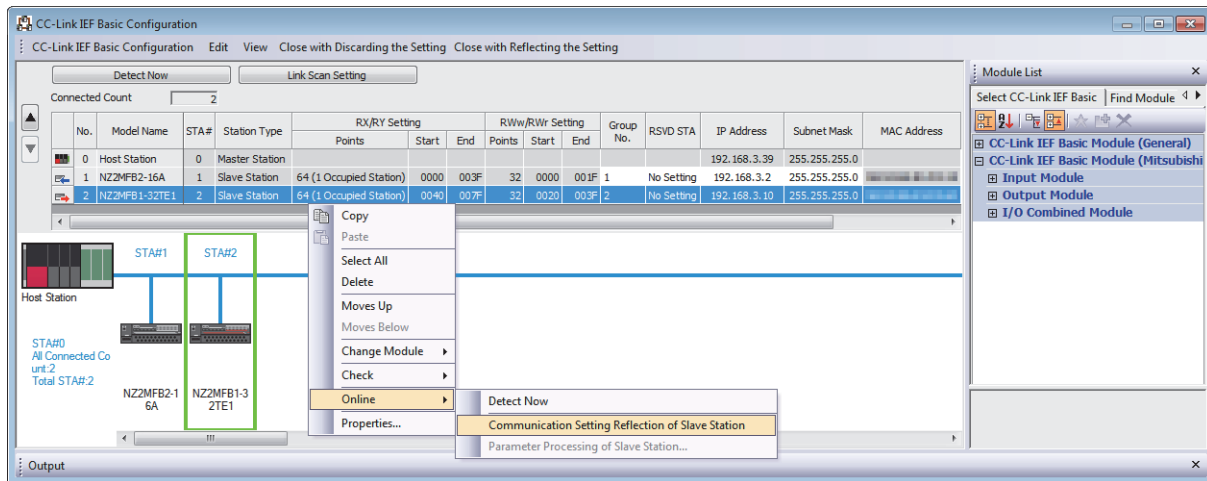 CC-Link IEF Basic Configuration
CC-Link IEF Basic Configuration Edit View Close with Discarding the Setting Close with Reflecting the Setting
Detect Now Link Scan Setting
Connected Count 2
No. Model Name STA# Station Type RX/RY Setting RWw/RWr Setting Group No. RSVD STA IP Address Subnet Mask MAC Address
Points Start End Points Start End
0 Host Station 0 Master Station 192.168.3.39 255.255.255.0
1 NZ2MFB2-16A 1 Slave Station 64 (1 Occupied Station) 0000 003F 32 0000 001F 1 No Setting 192.168.3.2 255.255.255.0
2 NZ2MFB1-32TE1 2 Slave Station 64 (1 Occupied Station) 0040 007F 32 0020 003F 2 No Setting 192.168.3.10 255.255.255.0
Copy
Paste
Select All
Delete
Moves Up
Moves Below
Change Module
Check
Online
Properties...
Detect Now
Communication Setting Reflection of Slave Station
Parameter Processing of Slave Station...
STA#1 STA#2
Host Station
STA#0
All Connected Co
unt:2
Total STA#:2
NZ2MFB2-1
6A
NZ2MFB1-3
2TE1
Output
Module List
Select CC-Link IEF Basic Find Module
CC-Link IEF Basic Module (General)
CC-Link IEF Basic Module (Mitsubishi
Input Module
Output Module
I/O Combined Module